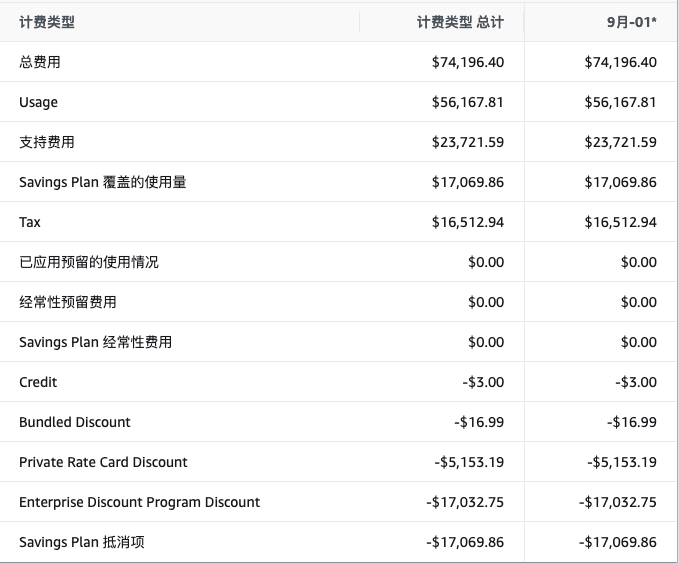 计费类型 计费类型 总计 9月-01*
总费用 $74,196.40 $74,196.40
Usage $56,167.81 $56,167.81
支持费用 $23,721.59 $23,721.59
Savings Plan 覆盖的使用量 $17,069.86 $17,069.86
Tax $16,512.94 $16,512.94
已应用预留的使用情况 $0.00 $0.00
经常性预留费用 $0.00 $0.00
Savings Plan 经常性费用 $0.00 $0.00
Credit -$3.00 -$3.00
Bundled Discount -$16.99 -$16.99
Private Rate Card Discount -$5,153.19 -$5,153.19
Enterprise Discount Program Discount -$17,032.75 -$17,032.75
Savings Plan 抵消项 -$17,069.86 -$17,069.86